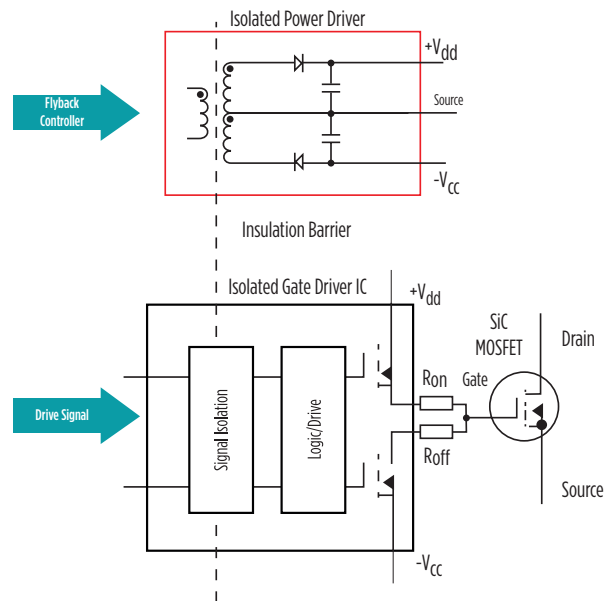 Isolated Power Driver
+Vdd
Flyback
Controller
Source
-VCC
Insulation Barrier
Isolated Gate Driver IC
+Vdd
SiC
MOSFET
Drain
Ron
Gate
Drive Signal
Signal Isolation
Logic/Drive
Roff
Source
-VCC